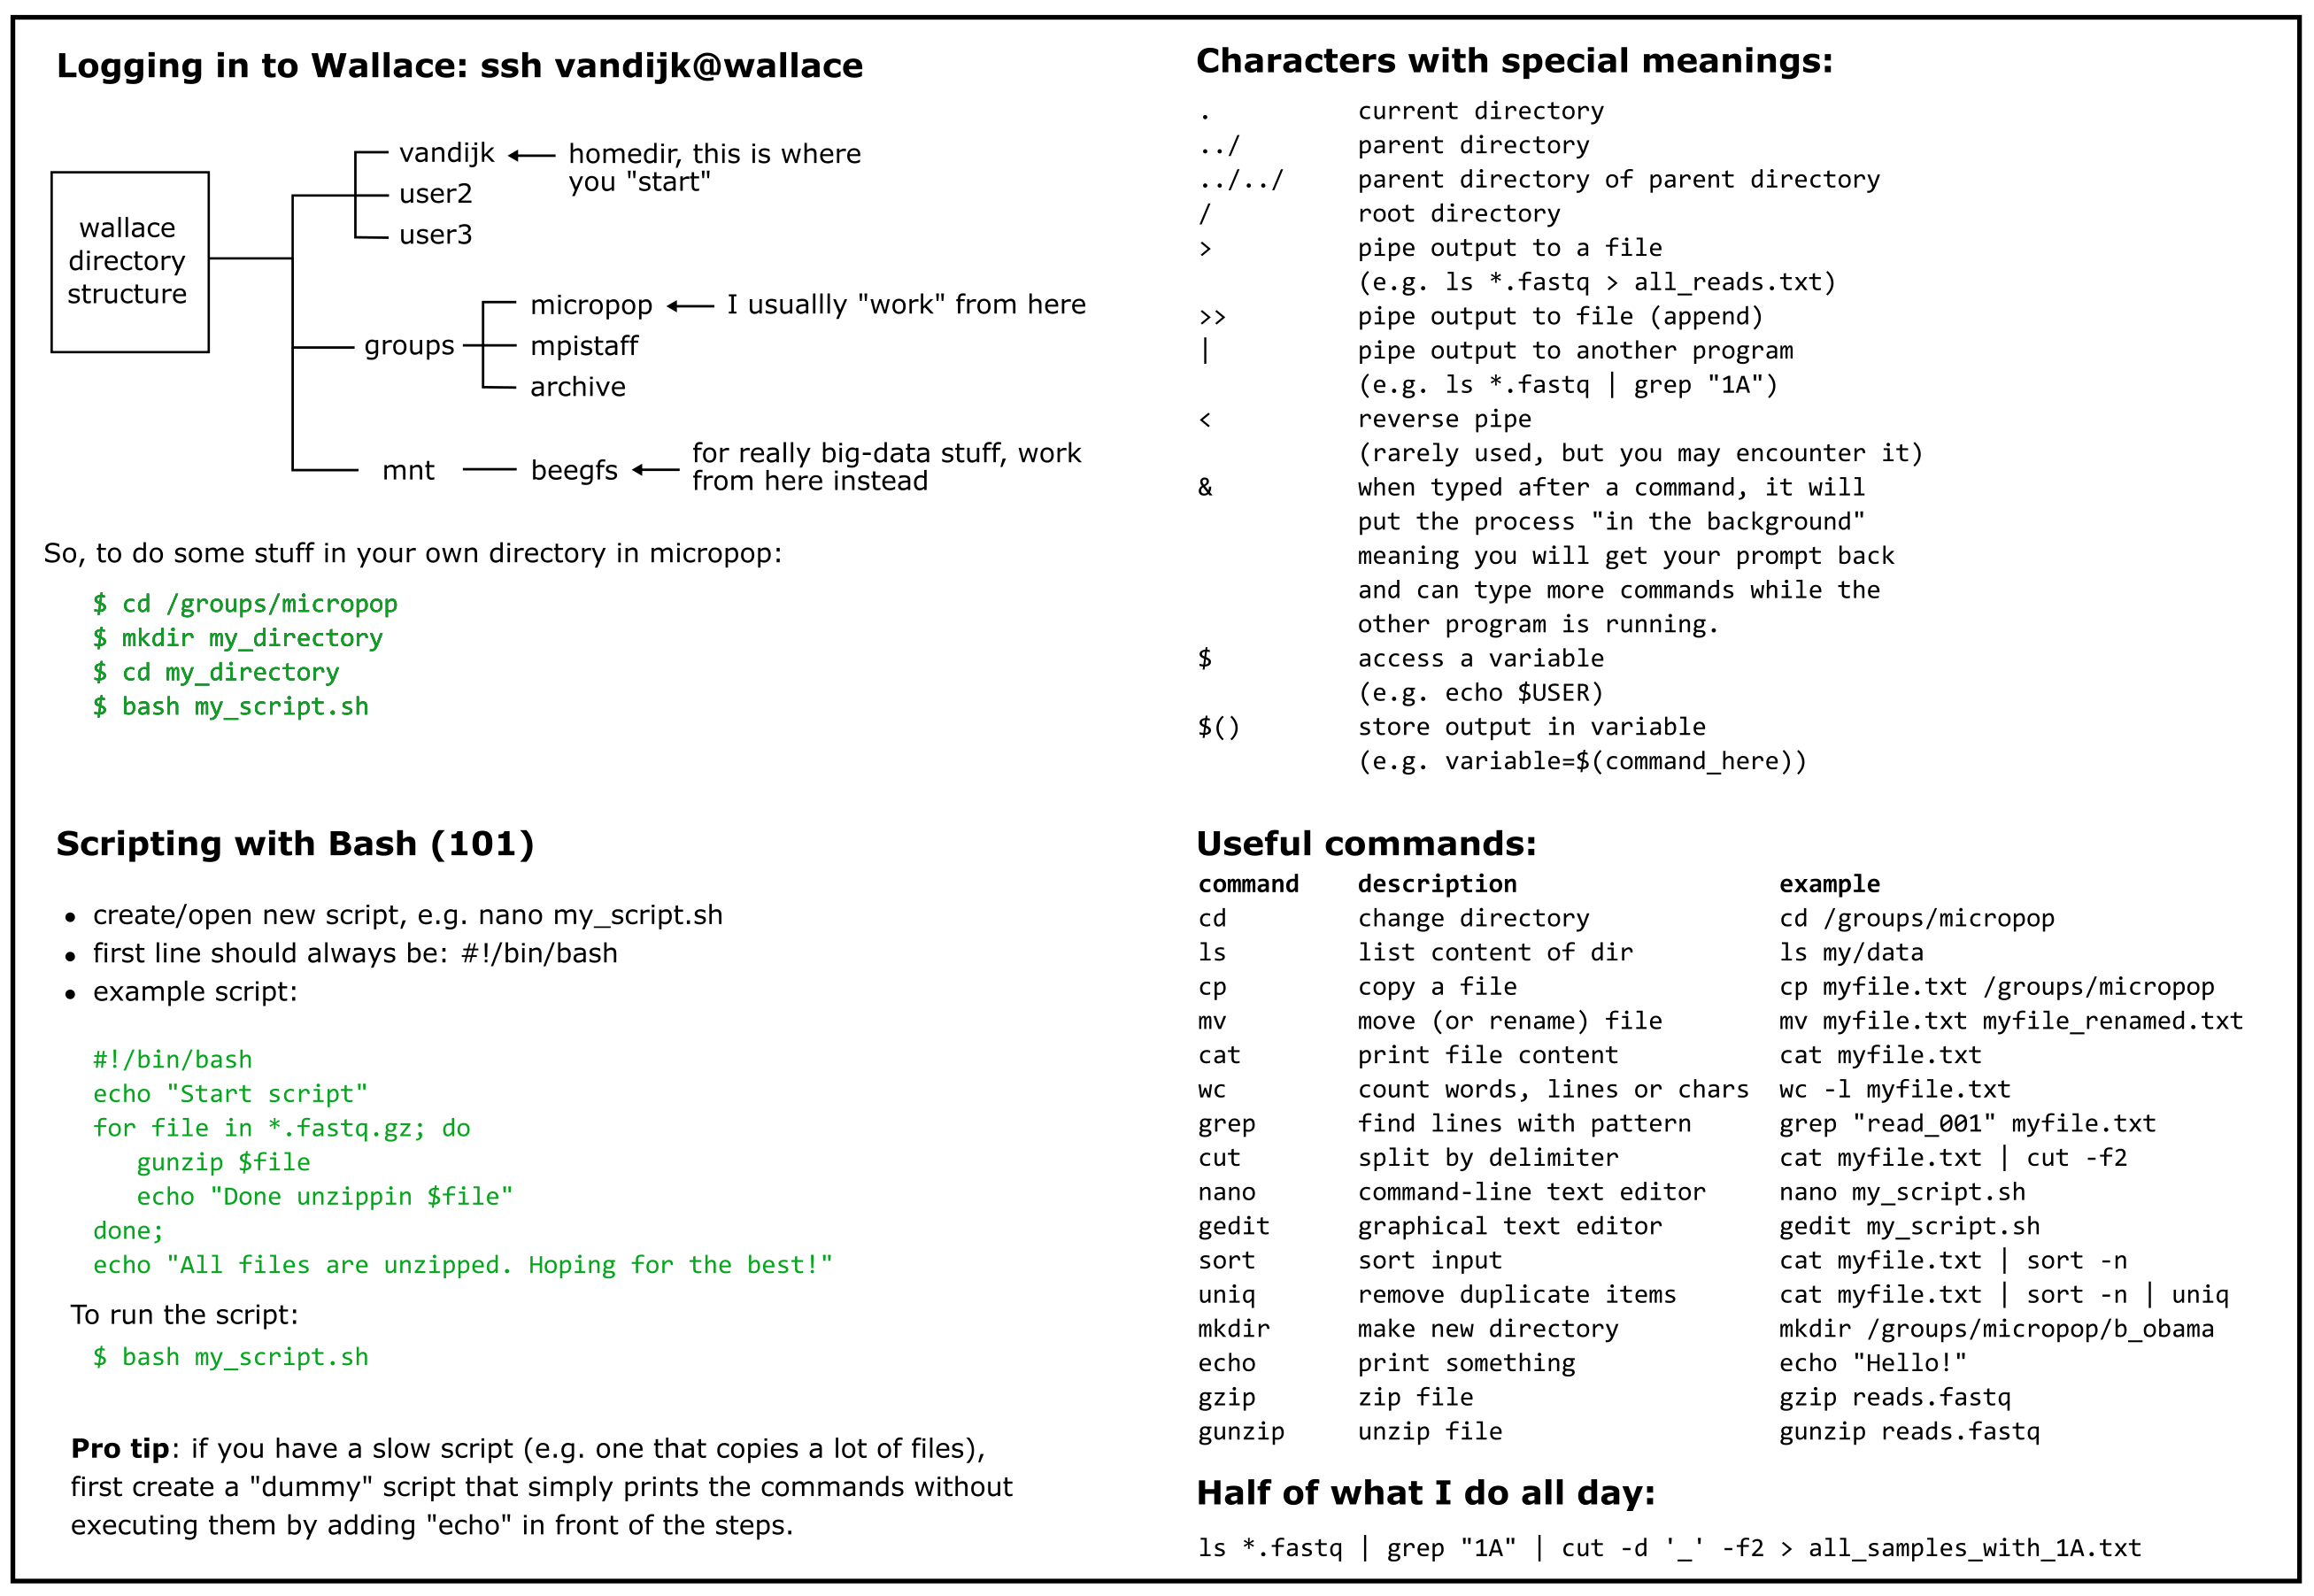 Logging in to Wallace: ssh vandijk@wallace
wallace
directory
structure
vandijk
homedir, this is where
you "start"
user2
user3
groups
micropop
I usuallly "work" from here
mpistaff
archive
mnt
beegfs
for really big-data stuff, work
from here instead
So, to do some stuff in your own directory in micropop:
$ cd /groups/micropop
$ mkdir my_directory
$ cd my_directory
$ bash my_script.sh
Scripting with Bash (101)
• create/open new script, e.g. nano my_script.sh
• first line should always be: #!/bin/bash
• example script:
#!/bin/bash
echo "Start script"
for file in *.fastq.gz; do
   gunzip $file
   echo "Done unzippin $file"
done;
echo "All files are unzipped. Hoping for the best!"
To run the script:
$ bash my_script.sh
Pro tip: if you have a slow script (e.g. one that copies a lot of files),
first create a "dummy" script that simply prints the commands without
executing them by adding "echo" in front of the steps.
Characters with special meanings:
. current directory
../ parent directory
../../ parent directory of parent directory
/ root directory
> pipe output to a file
(e.g. ls *.fastq > all_reads.txt)
>> pipe output to file (append)
| pipe output to another program
(e.g. ls *.fastq | grep "1A")
< reverse pipe
(rarely used, but you may encounter it)
& when typed after a command, it will
put the process "in the background"
meaning you will get your prompt back
and can type more commands while the
other program is running.
$ access a variable
(e.g. echo $USER)
$() store output in variable
(e.g. variable=$(command_here))
Useful commands:
command description example
cd change directory cd /groups/micropop
ls list content of dir ls my/data
cp copy a file cp myfile.txt /groups/micropop
mv move (or rename) file mv myfile.txt myfile_renamed.txt
cat print file content cat myfile.txt
wc count words, lines or chars wc -l myfile.txt
grep find lines with pattern grep "read_001" myfile.txt
cut split by delimiter cat myfile.txt | cut -f2
nano command-line text editor nano my_script.sh
gedit graphical text editor gedit my_script.sh
sort sort input cat myfile.txt | sort -n
uniq remove duplicate items cat myfile.txt | sort -n | uniq
mkdir make new directory mkdir /groups/micropop/b_obama
echo print something echo "Hello!"
gzip zip file gzip reads.fastq
gunzip unzip file gunzip reads.fastq
Half of what I do all day:
ls *.fastq | grep "1A" | cut -d '_' -f2 > all_samples_with_1A.txt